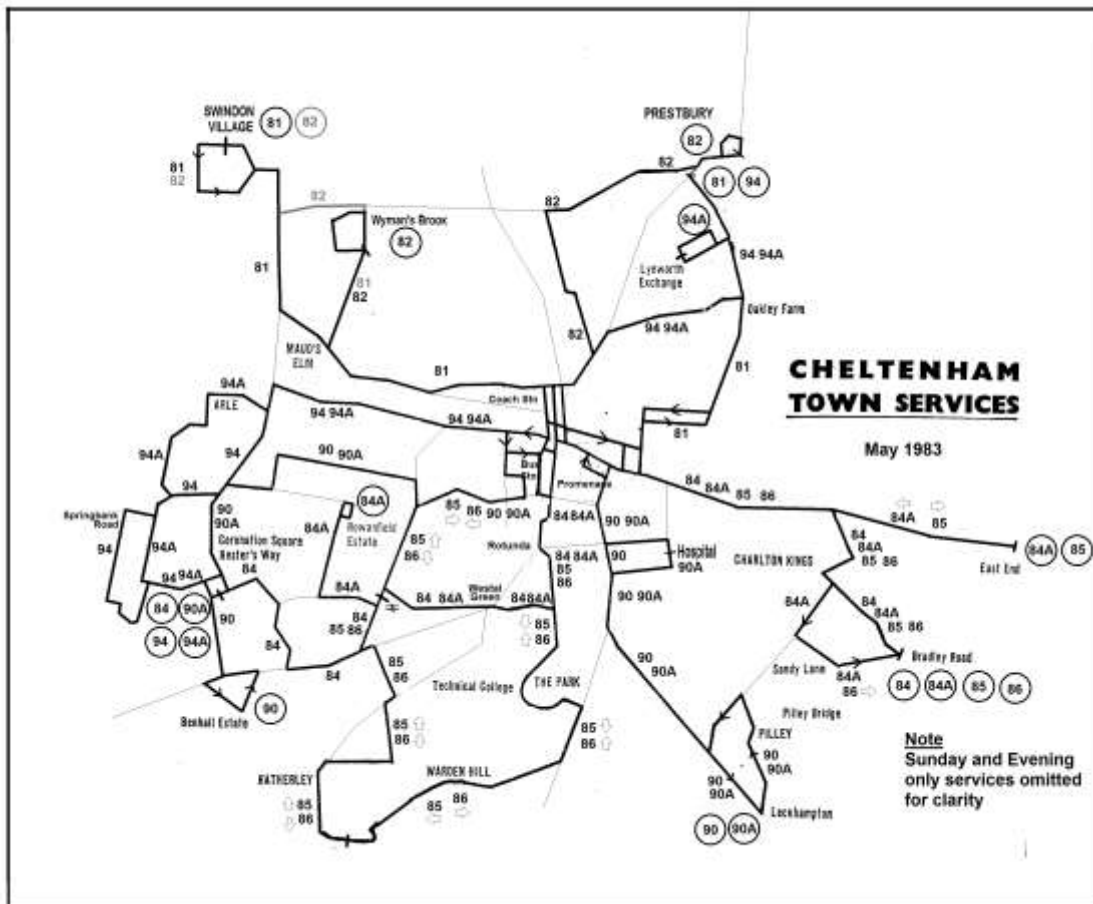 SWINDON
VILLAGE
81
82
PRESTBURY
82
82
81
82
81
94
82
82
94A
Wyman's Brook
82
94 94A
Lynworth
Exchange
81
81
82
Oakley Farm
94 94A
82
MAUD'S
ELM
81
81
CHELTENHAM
TOWN SERVICES
May 1983
94A
Coach Stn
ARLE
94 94A
94 94A
81
94A
94
90
90A
Bus
Stn
Promenade
84
84A
85
86
94
84A
Springbank
Road
90
90A
84A
Rowanfield
Estate
85
86
90 90A
84 84A
90 90A
84A
85
84
84A
85 86
84A
85
East End
94
94A
Coronation Square
Hester's Way
85
86
Rotunda
84 84A
85
86
90
Hospital
90A
CHARLTON KINGS
94
94A
84
84A
Westal
Green
84 84A
84 84A
90 90A
84A
84
84A
85 86
84
90A
90
84
85 86
85
86
94
94A
84
84
85
86
90
90A
Sandy Lane
Bradley Road
84A
86
84
84A
85
86
Technical College
THE PARK
Benhall Estate
90
85
86
85
86
Pilley Bridge
PILLEY
90
90A
Note
Sunday and Evening
only services omitted
for clarity
HATHERLEY
WARDEN HILL
85
86
85
86
90
90A
Leckhampton
90
90A